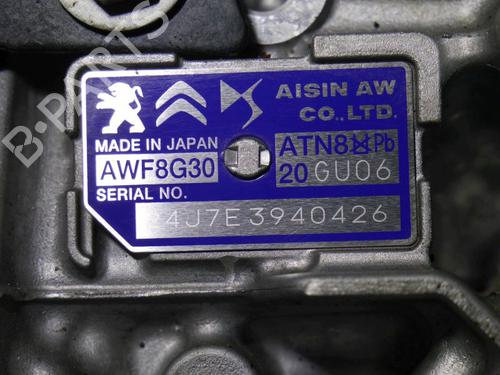 AISIN AW
CO.,LTD.
MADE IN JAPAN
AWF8G30
ATN8 Pb
20 GU06
SERIAL NO.
4J7E3940426
B-PARTS